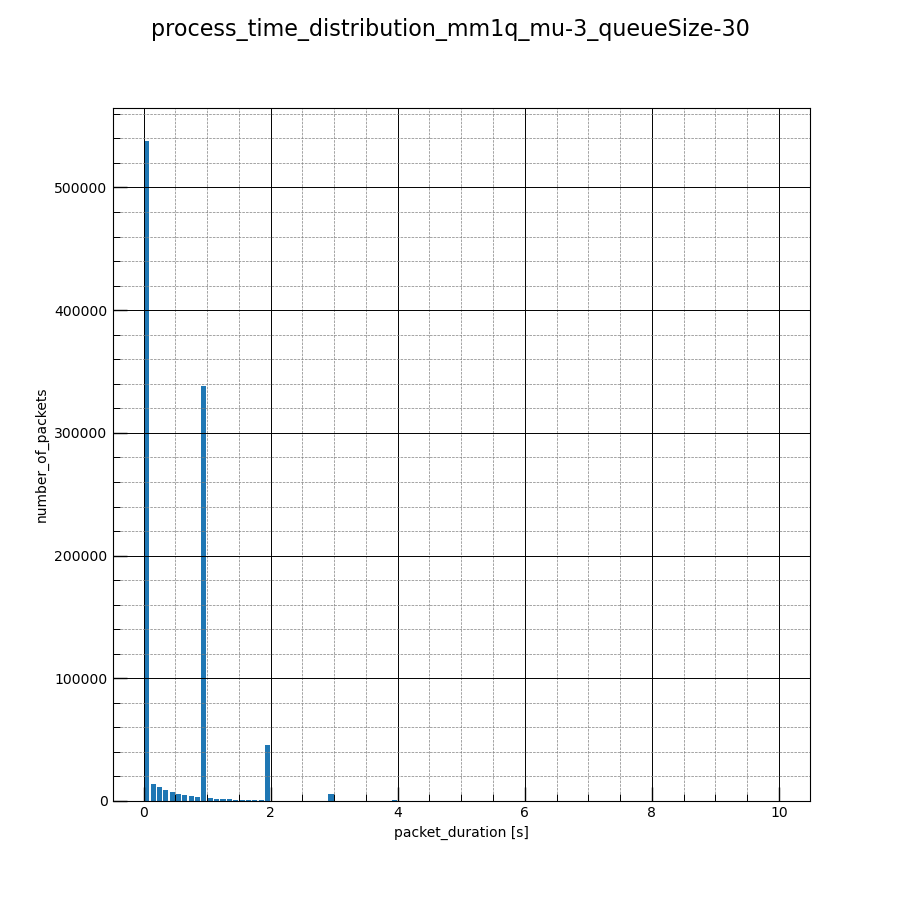 process_time_distribution_mm1q_mu-3_queueSize-30
500000
400000
300000
200000
100000
0
number_of_packets
0 2 4 6 8 10
packet_duration [s]